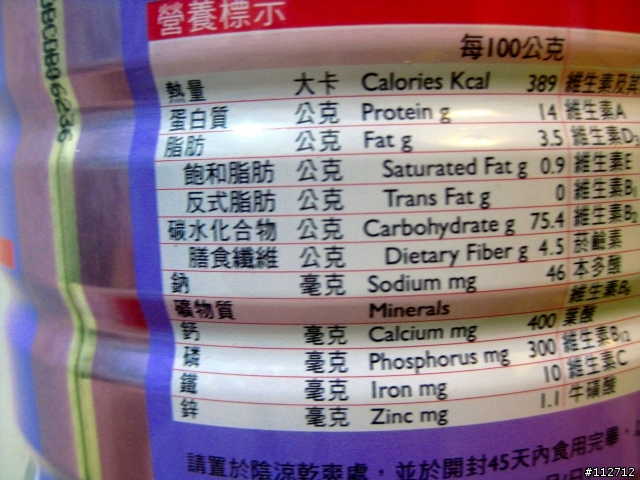 營養標示
每100公克
熱量 大卡 Calories Kcal 389 維生素及其
蛋白質 公克 Protein g 14 維生素A
脂肪 公克 Fat g 3.5 維生素D3
飽和脂肪 公克 Saturated Fat g 0.9 維生素E
反式脂肪 公克 Trans Fat g 0 維生素B1
碳水化合物 公克 Carbohydrate g 75.4 維生素B2
膳食纖維 公克 Dietary Fiber g 4.5 菸鹼素
鈉 毫克 Sodium mg 46 本多酸
礦物質 Minerals 維生素B6
鈣 毫克 Calcium mg 400 葉酸
磷 毫克 Phosphorus mg 300 維生素B12
鐵 毫克 Iron mg 10 維生素C
鋅 毫克 Zinc mg 1.1 牛磺酸
請置於陰涼乾爽處，並於開封45天內食用完畢，
#112712